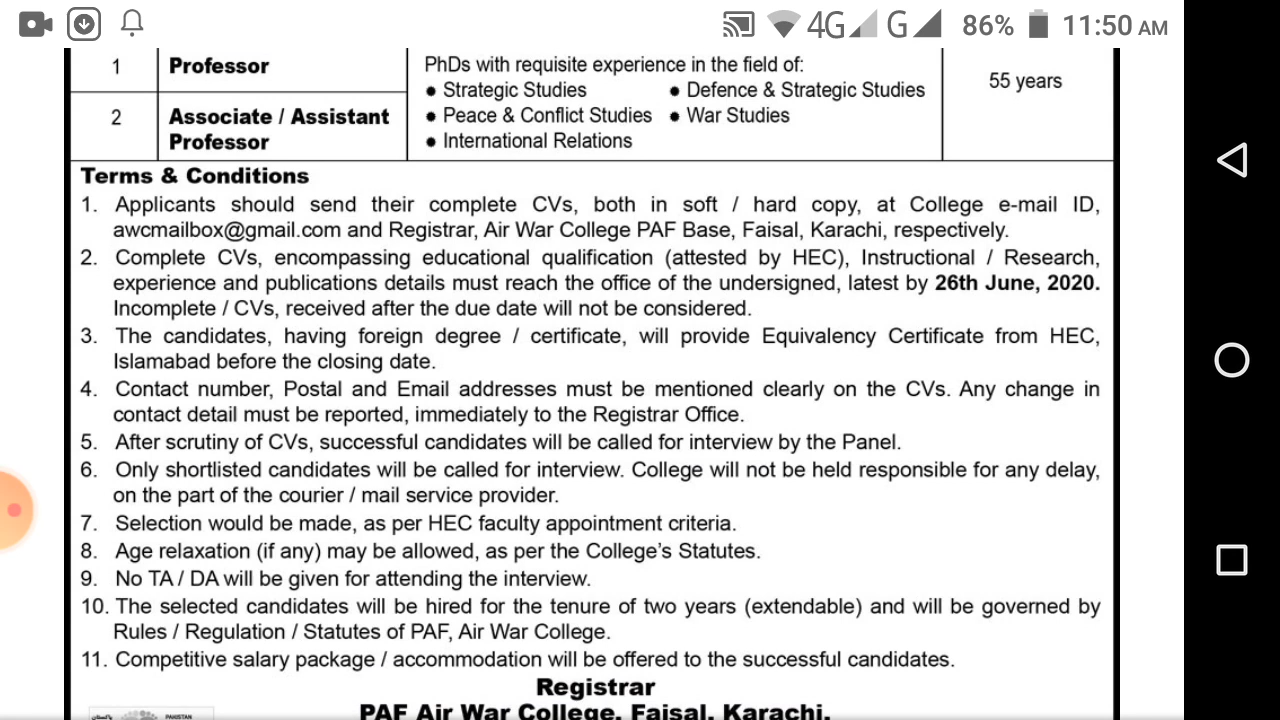 4G G 86% 11:50 AM
1 Professor PhDs with requisite experience in the field of: 55 years
● Strategic Studies ● Defence & Strategic Studies
2 Associate / Assistant Professor ● Peace & Conflict Studies ● War Studies
● International Relations
Terms & Conditions
1. Applicants should send their complete CVs, both in soft / hard copy, at College e-mail ID,
awcmailbox@gmail.com and Registrar, Air War College PAF Base, Faisal, Karachi, respectively.
2. Complete CVs, encompassing educational qualification (attested by HEC), Instructional / Research,
experience and publications details must reach the office of the undersigned, latest by 26th June, 2020.
Incomplete / CVs, received after the due date will not be considered.
3. The candidates, having foreign degree / certificate, will provide Equivalency Certificate from HEC,
Islamabad before the closing date.
4. Contact number, Postal and Email addresses must be mentioned clearly on the CVs. Any change in
contact detail must be reported, immediately to the Registrar Office.
5. After scrutiny of CVs, successful candidates will be called for interview by the Panel.
6. Only shortlisted candidates will be called for interview. College will not be held responsible for any delay,
on the part of the courier / mail service provider.
7. Selection would be made, as per HEC faculty appointment criteria.
8. Age relaxation (if any) may be allowed, as per the College's Statutes.
9. No TA / DA will be given for attending the interview.
10. The selected candidates will be hired for the tenure of two years (extendable) and will be governed by
Rules / Regulation / Statutes of PAF, Air War College.
11. Competitive salary package / accommodation will be offered to the successful candidates.
Registrar
PAF Air War College, Faisal, Karachi.
PAKISTAN